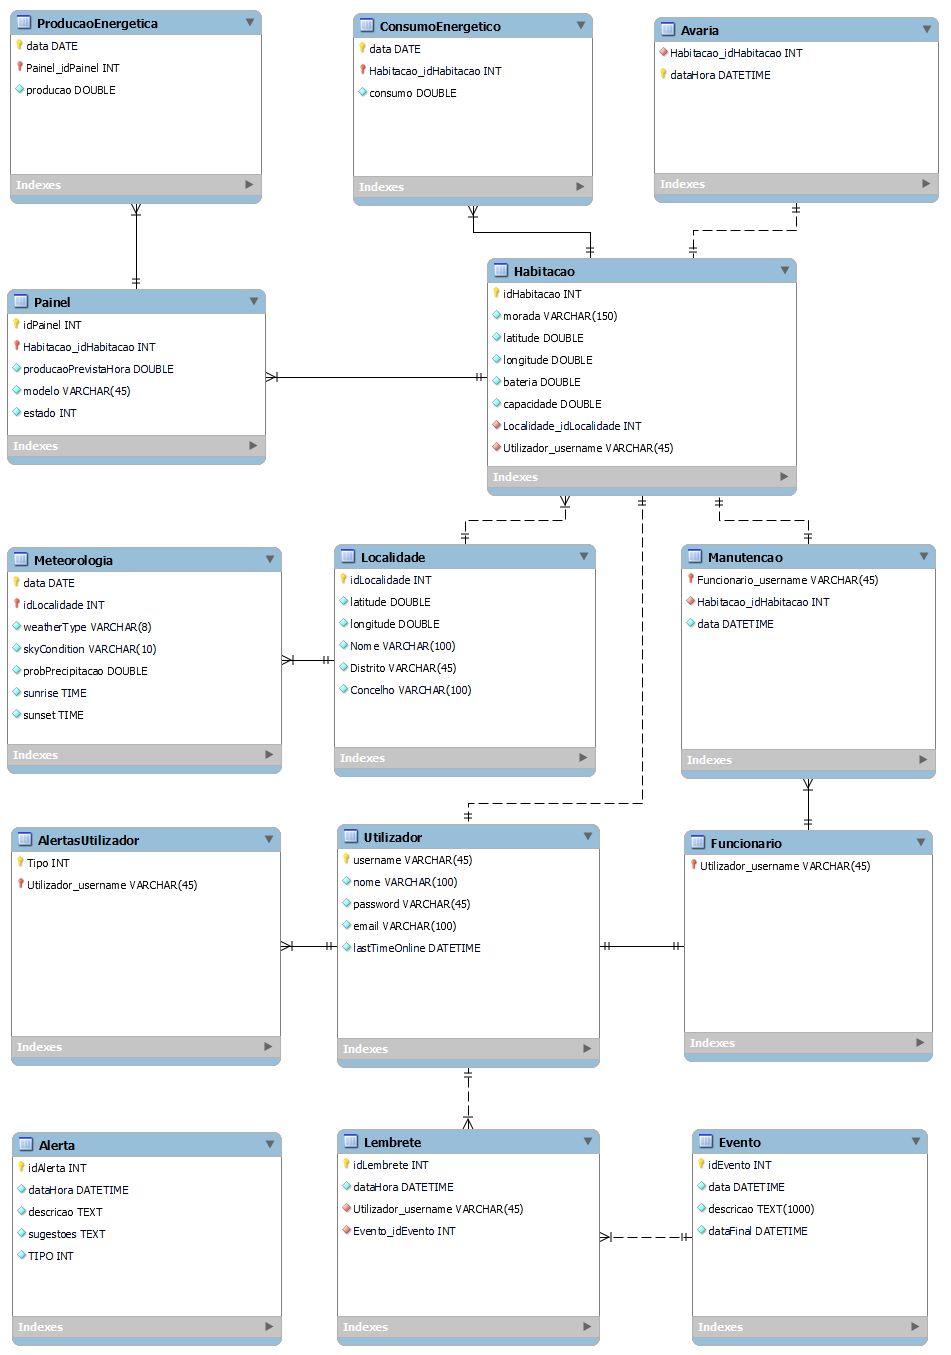 ProducaoEnergetica
data DATE
Painel_idPainel INT
producao DOUBLE
Indexes
ConsumoEnergetico
data DATE
Habitacao_idHabitacao INT
consumo DOUBLE
Indexes
Avaria
Habitacao_idHabitacao INT
dataHora DATETIME
Indexes
Painel
idPainel INT
Habitacao_idHabitacao INT
producaoPrevistaHora DOUBLE
modelo VARCHAR(45)
estado INT
Indexes
Habitacao
idHabitacao INT
morada VARCHAR(150)
latitude DOUBLE
longitude DOUBLE
bateria DOUBLE
capacidade DOUBLE
Localidade_idLocalidade INT
Utilizador_username VARCHAR(45)
Indexes
Meteorologia
data DATE
idLocalidade INT
weatherType VARCHAR(8)
skyCondition VARCHAR(10)
probPrecipitacao DOUBLE
sunrise TIME
sunset TIME
Indexes
Localidade
idLocalidade INT
latitude DOUBLE
longitude DOUBLE
Nome VARCHAR(100)
Distrito VARCHAR(45)
Concelho VARCHAR(100)
Indexes
Manutencao
Funcionario_username VARCHAR(45)
Habitacao_idHabitacao INT
data DATETIME
Indexes
AlertasUtilizador
Tipo INT
Utilizador_username VARCHAR(45)
Indexes
Utilizador
username VARCHAR(45)
nome VARCHAR(100)
password VARCHAR(45)
email VARCHAR(100)
lastTimeOnline DATETIME
Indexes
Funcionario
Utilizador_username VARCHAR(45)
Indexes
Alerta
idAlerta INT
dataHora DATETIME
descricao TEXT
sugestoes TEXT
TIPO INT
Indexes
Lembrete
idLembrete INT
dataHora DATETIME
Utilizador_username VARCHAR(45)
Evento_idEvento INT
Indexes
Evento
idEvento INT
data DATETIME
descricao TEXT(1000)
dataFinal DATETIME
Indexes